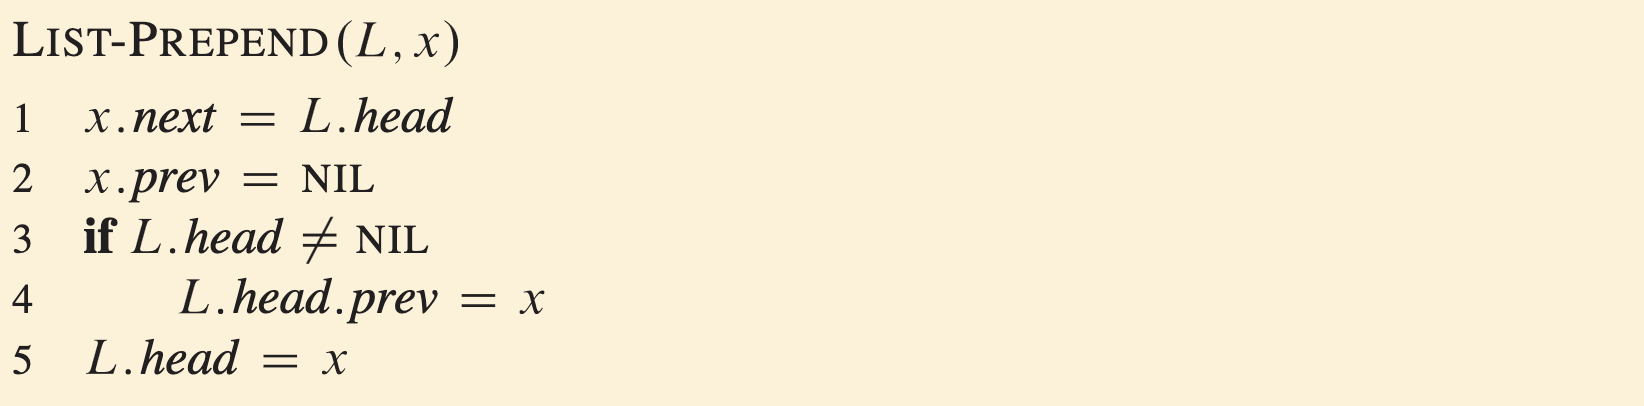 LIST-PREPEND(L, x)
1 x.next = L.head
2 x.prev = NIL
3 if L.head ≠ NIL
4 L.head.prev = x
5 L.head = x